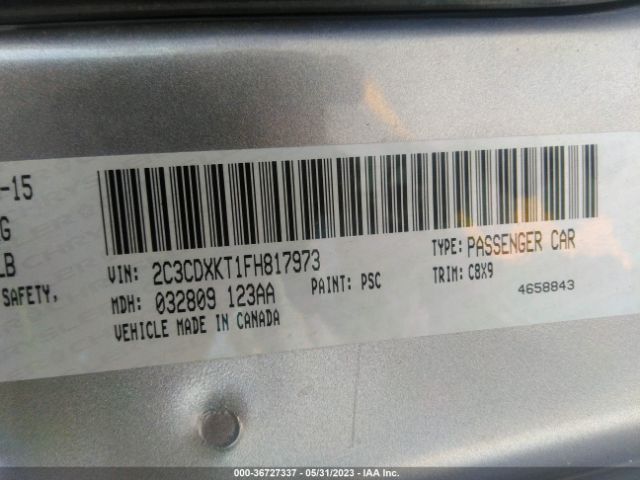 -15
G
LB
SAFETY,
VIN: 2C3CDXKT1FH817973
TYPE: PASSENGER CAR
MDH: 032809 123AA
PAINT: PSC
TRIM: C8X9
VEHICLE MADE IN CANADA
4658843
000-36727337 - 05/31/2023 - IAA Inc.